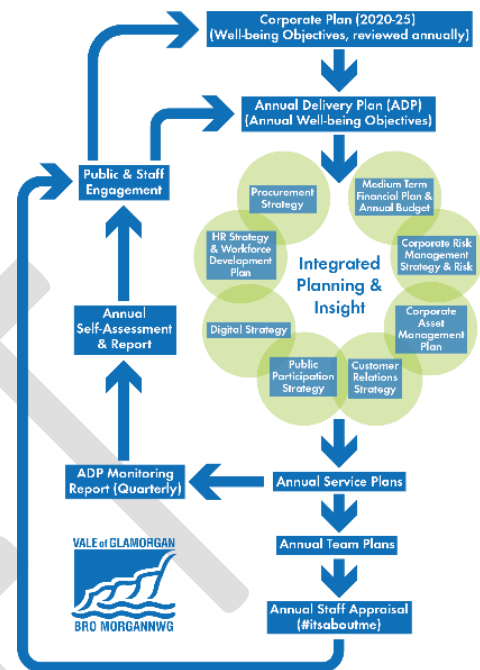 Corporate Plan (2020-25)
(Well-being Objectives, reviewed annually)
Annual Delivery Plan (ADP)
(Annual Well-being Objectives)
Public & Staff
Engagement
Procurement
Strategy
Medium Term
Financial Plan &
Annual Budget
HR Strategy
& Workforce
Development
Plan
Corporate Risk
Management
Strategy & Risk
Integrated
Planning &
Insight
Annual
Self-Assessment
& Report
Digital Strategy
Corporate
Asset
Management
Plan
Public
Participation
Strategy
Customer
Relations
Strategy
ADP Monitoring
Report (Quarterly)
Annual Service Plans
Annual Team Plans
VALE of GLAMORGAN
BRO MORGANNWG
Annual Staff Appraisal
(#itsaboutme)